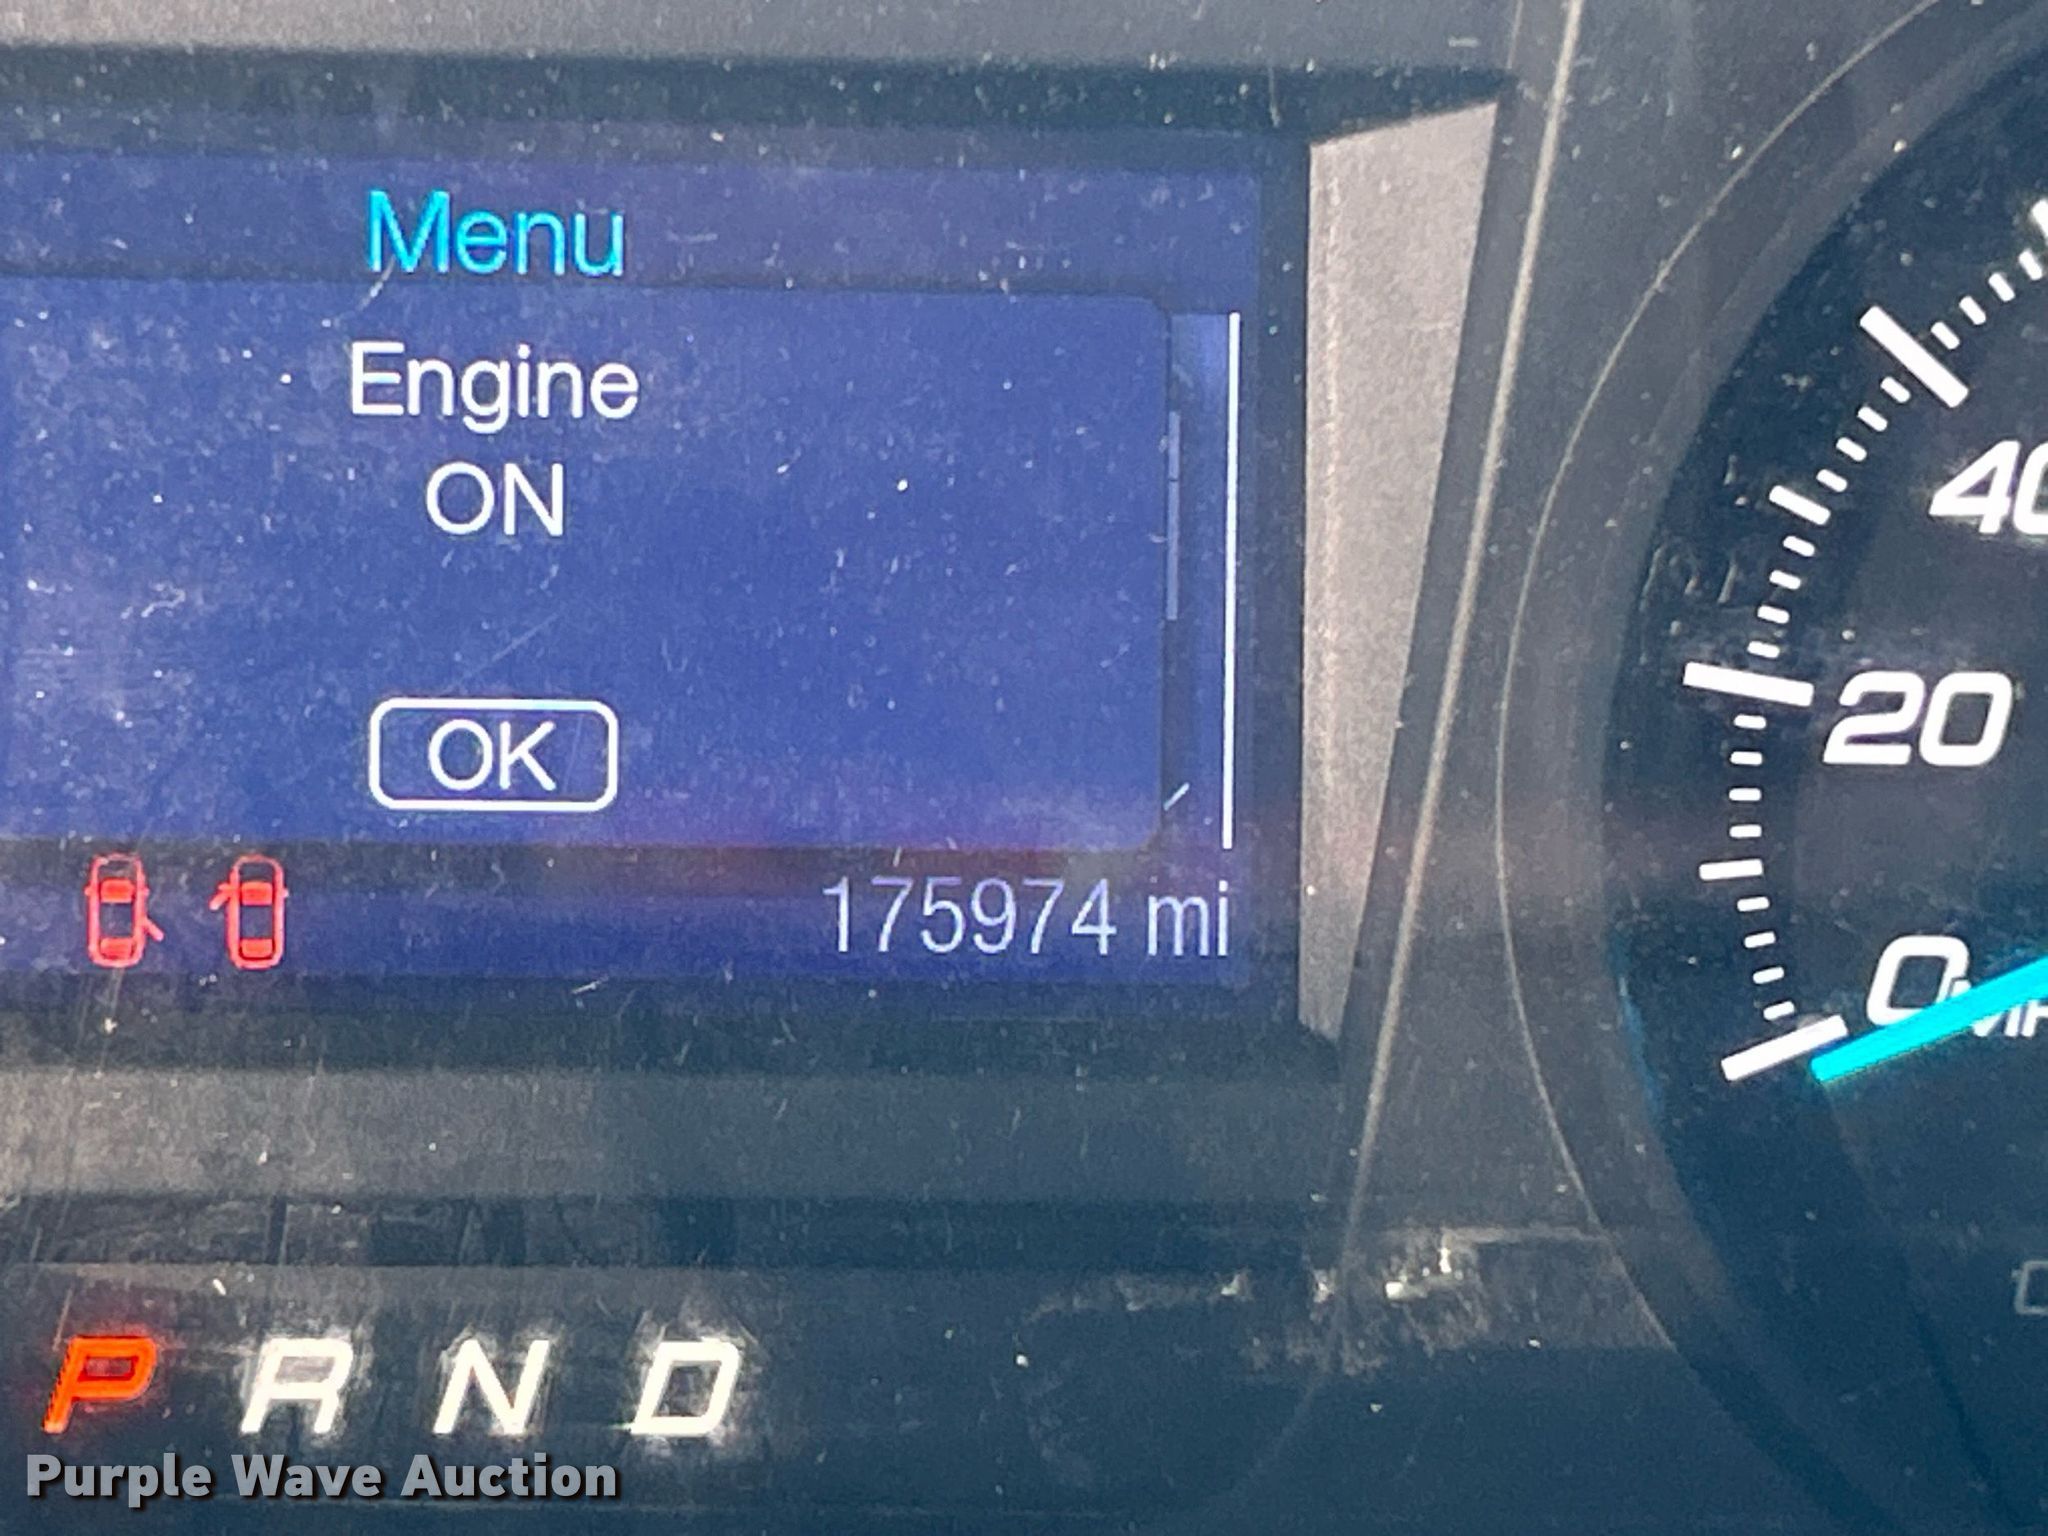 Menu
Engine
ON
OK
175974 mi
40
20
0
P R N D
Purple Wave Auction